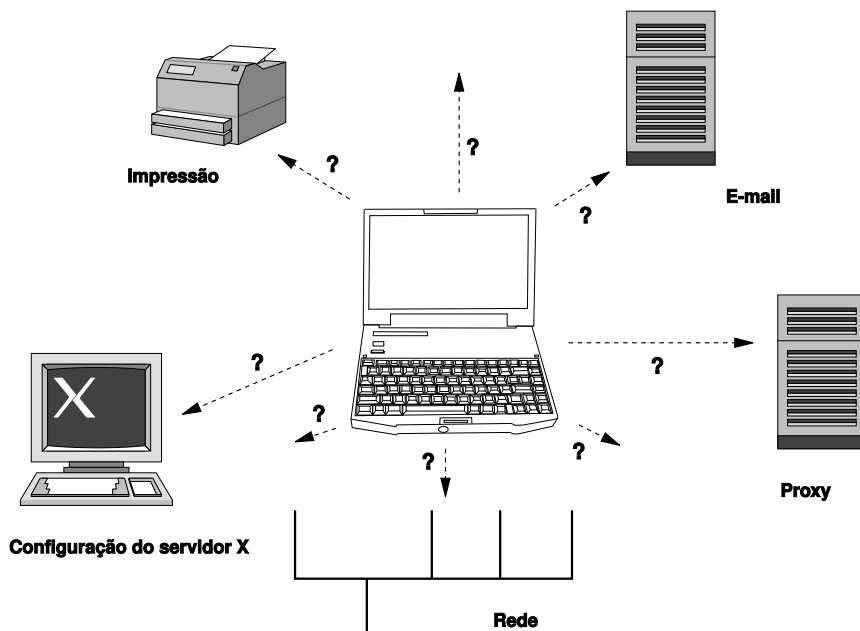 ?
?
Impressão
?
E-mail
?
?
X
?
?
?
Proxy
Configuração do servidor X
Rede